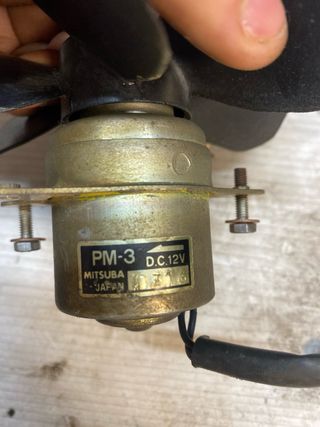 PM-3
D.C.12V
MITSUBA
JAPAN